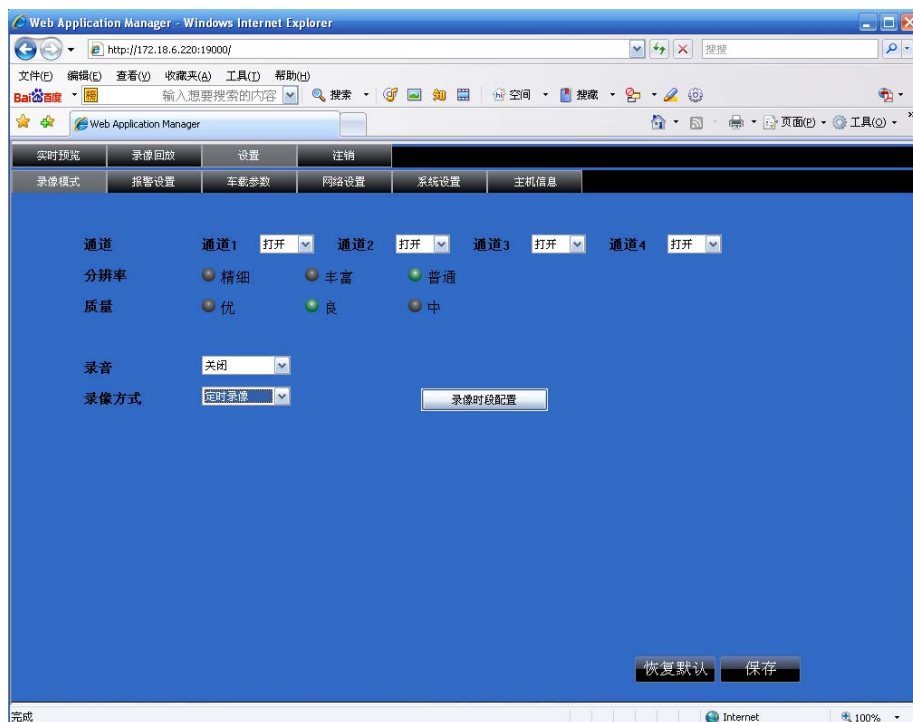 Web Application Manager - Windows Internet Explorer
http://172.18.6.220:19000/ 搜搜
文件(F) 编辑(E) 查看(V) 收藏夹(A) 工具(T) 帮助(H)
Bai百度 输入想要搜索的内容 搜索 空间 搜藏
Web Application Manager 页面(P) 工具(O)
实时预览 录像回放 设置 注销
录像模式 报警设置 车载参数 网络设置 系统设置 主机信息
通道 通道1 打开 通道2 打开 通道3 打开 通道4 打开
分辨率 精细 丰富 普通
质量 优 良 中
录音 关闭
录像方式 定时录像 录像时段配置
恢复默认 保存
完成 Internet 100%